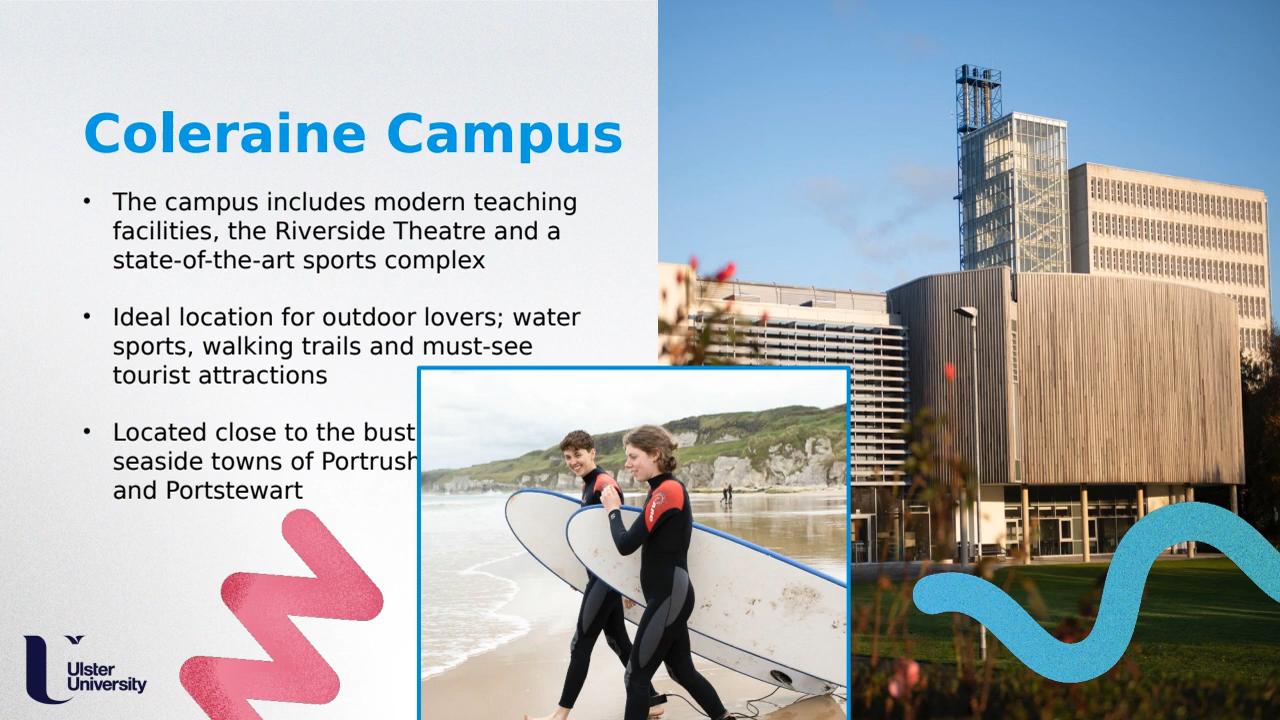 Coleraine Campus
• The campus includes modern teaching
facilities, the Riverside Theatre and a
state-of-the-art sports complex
• Ideal location for outdoor lovers; water
sports, walking trails and must-see
tourist attractions
• Located close to the bust
seaside towns of Portrush
and Portstewart
Ulster
University